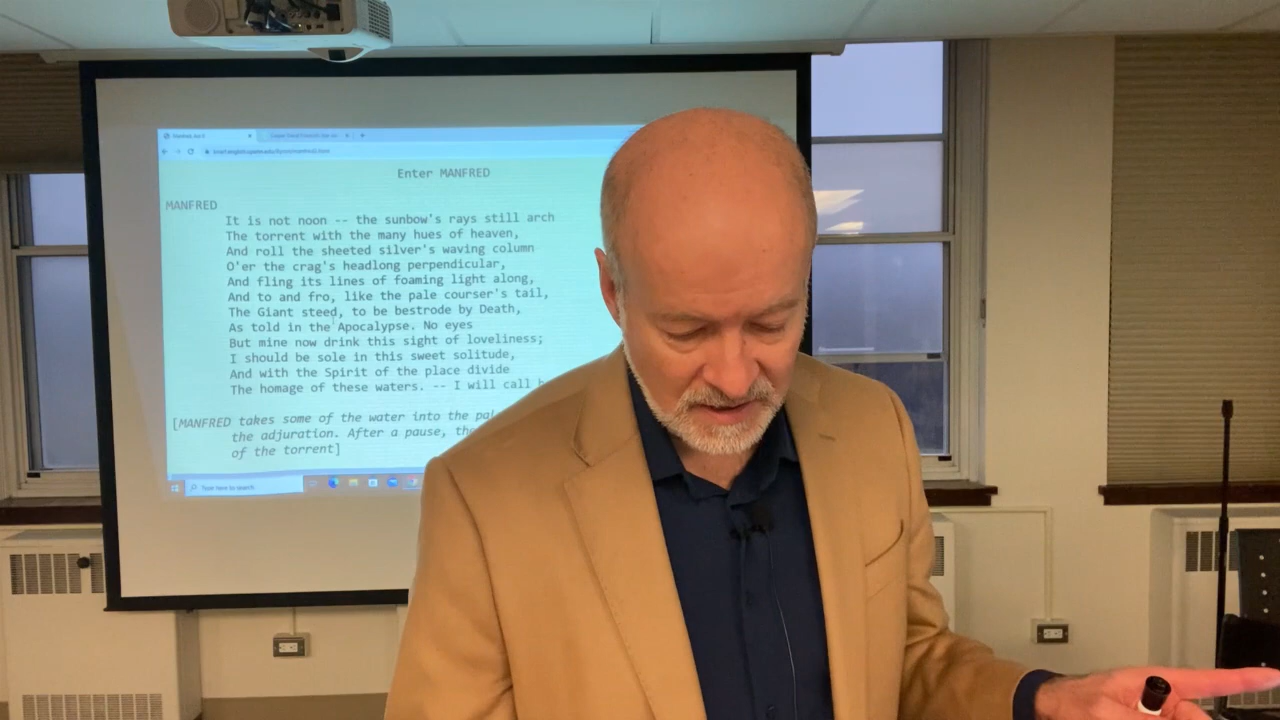 Manfred, Act II
Enter MANFRED
MANFRED
It is not noon -- the sunbow's rays still arch
The torrent with the many hues of heaven,
And roll the sheeted silver's waving column
O'er the crag's headlong perpendicular,
And fling its lines of foaming light along,
And to and fro, like the pale courser's tail,
The Giant steed, to be bestrode by Death,
As told in the Apocalypse. No eyes
But mine now drink this sight of loveliness;
I should be sole in this sweet solitude,
And with the Spirit of the place divide
The homage of these waters. -- I will call
[MANFRED takes some of the water into the
the adjuration. After a pause,
of the torrent]
Type here to search